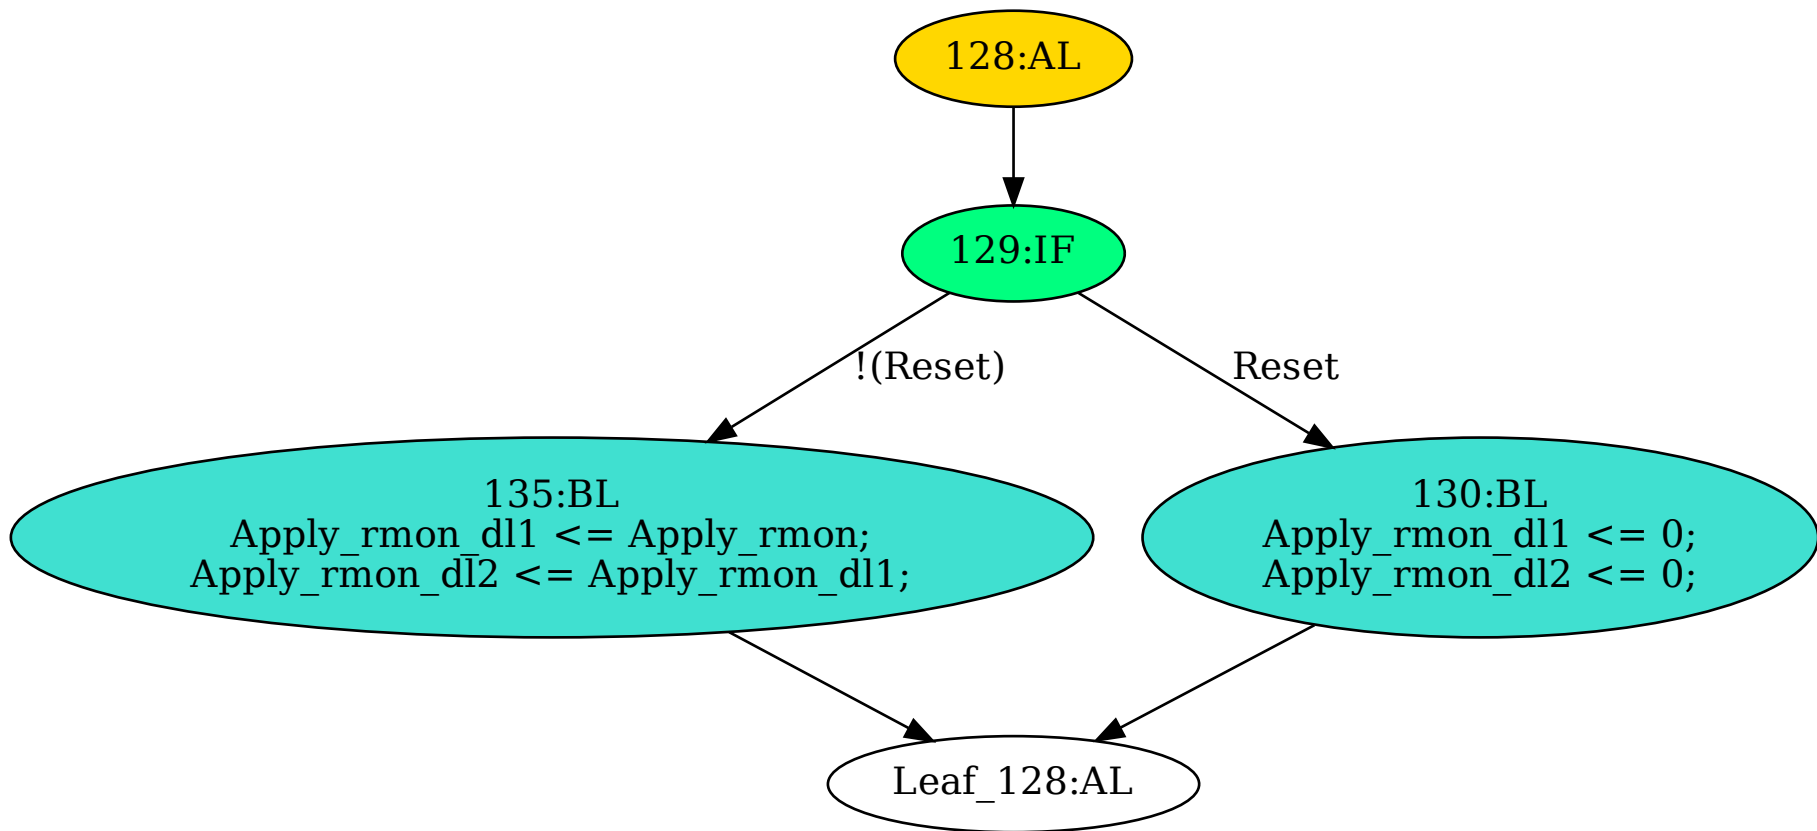 128:AL
129:IF
!(Reset)
Reset
135:BL
Apply_rmon_dl1 <= Apply_rmon;
Apply_rmon_dl2 <= Apply_rmon_dl1;
130:BL
Apply_rmon_dl1 <= 0;
Apply_rmon_dl2 <= 0;
Leaf_128:AL